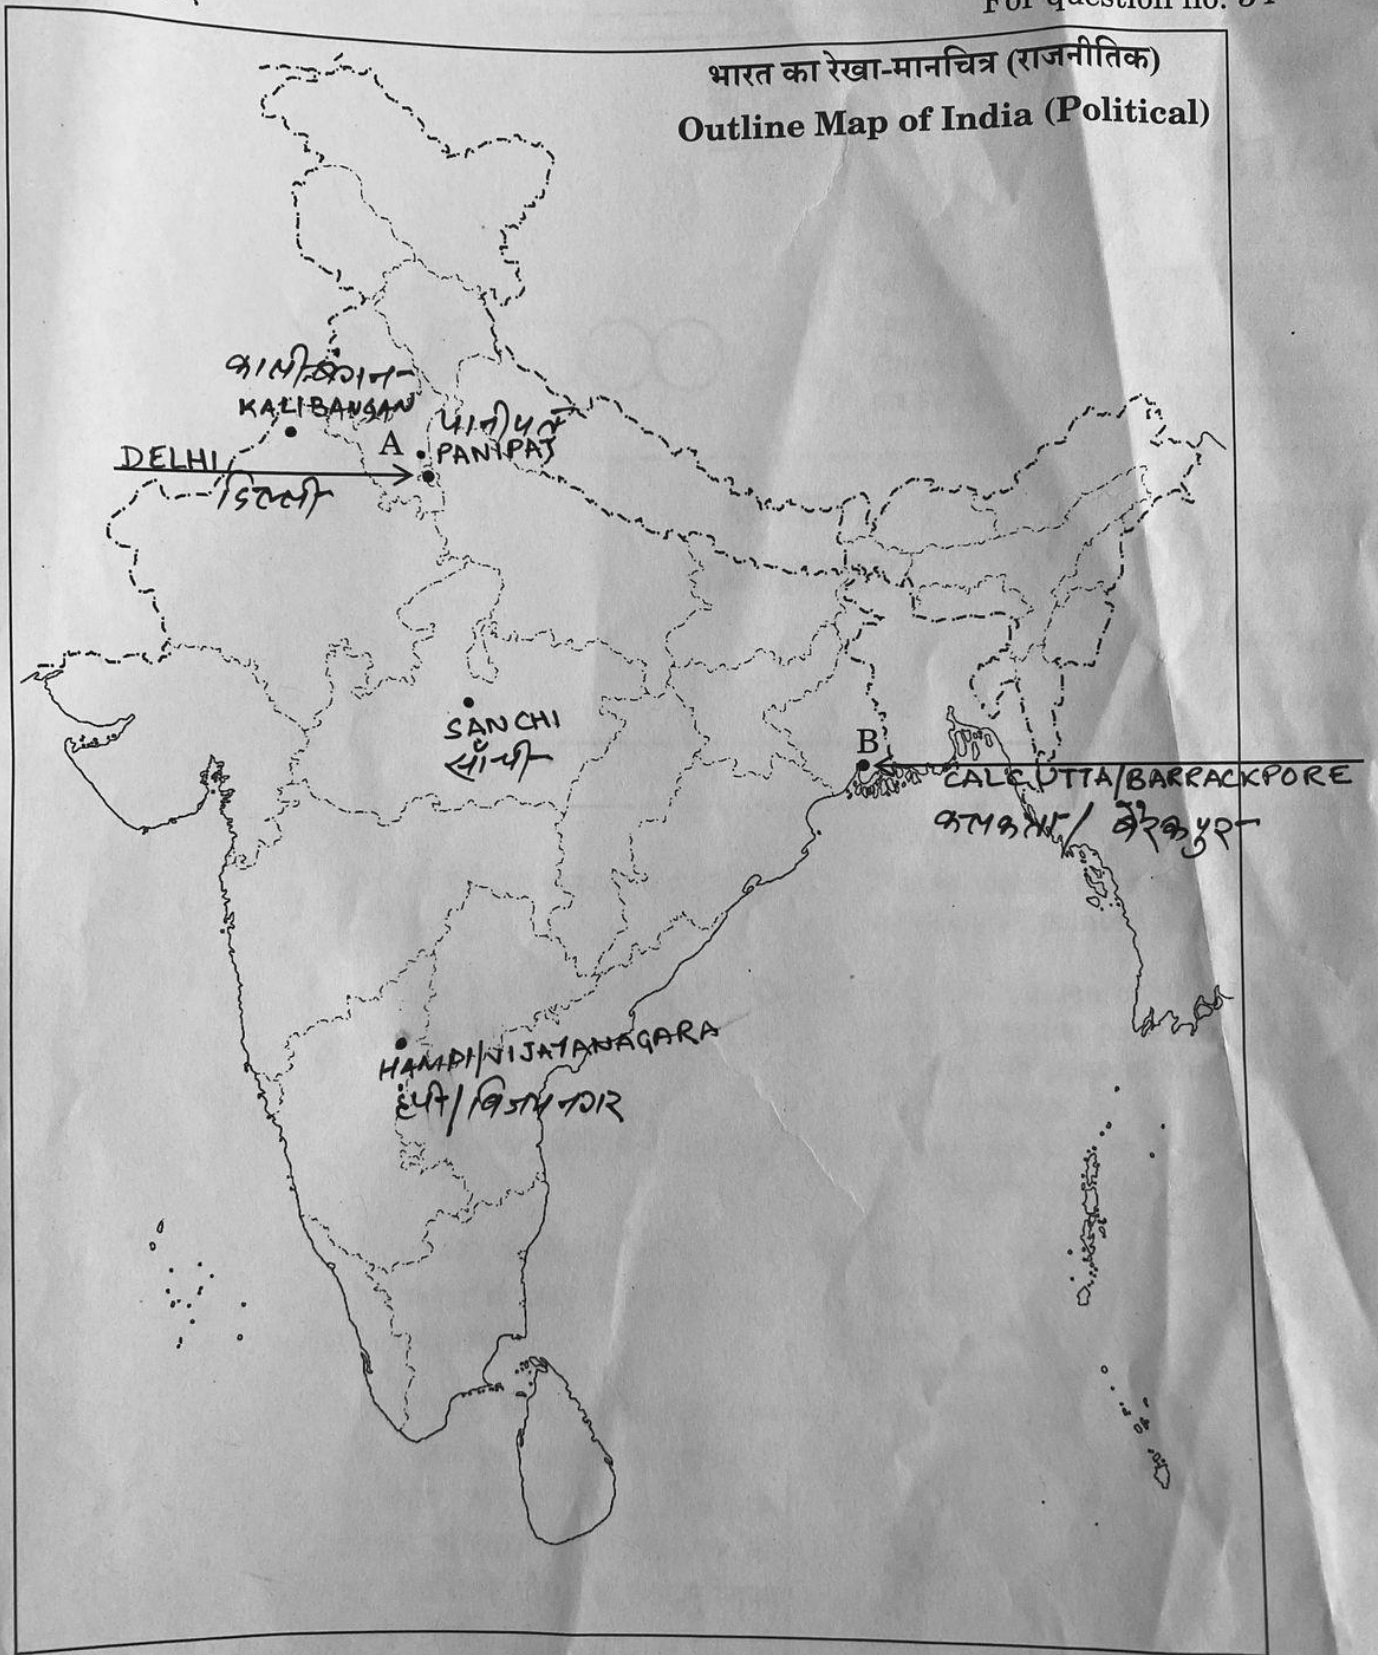 For question no. 34
भारत का रेखा-मानचित्र (राजनीतिक)
Outline Map of India (Political)
कालीबंगन
KALIBANGAN
A
पानीपत
PANIPAT
DELHI
दिल्ली
SANCHI
साँची
B
CALCUTTA/BARRACKPORE
कलकत्ता/ बैरकपुर
HAMPI/VIJAYANAGARA
हंपी/विजयनगर